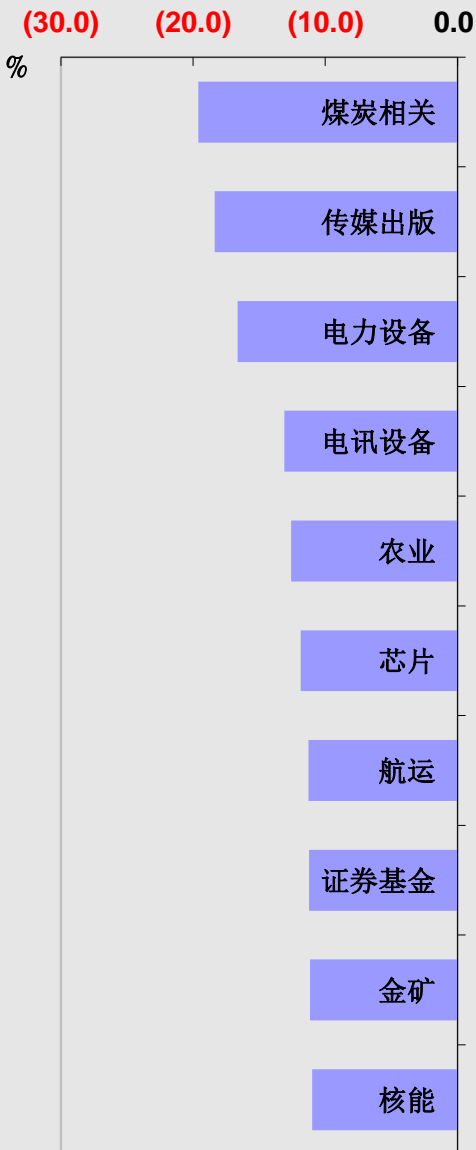 (30.0) (20.0) (10.0) 0.0
%
煤炭相关
传媒出版
电力设备
电讯设备
农业
芯片
航运
证券基金
金矿
核能